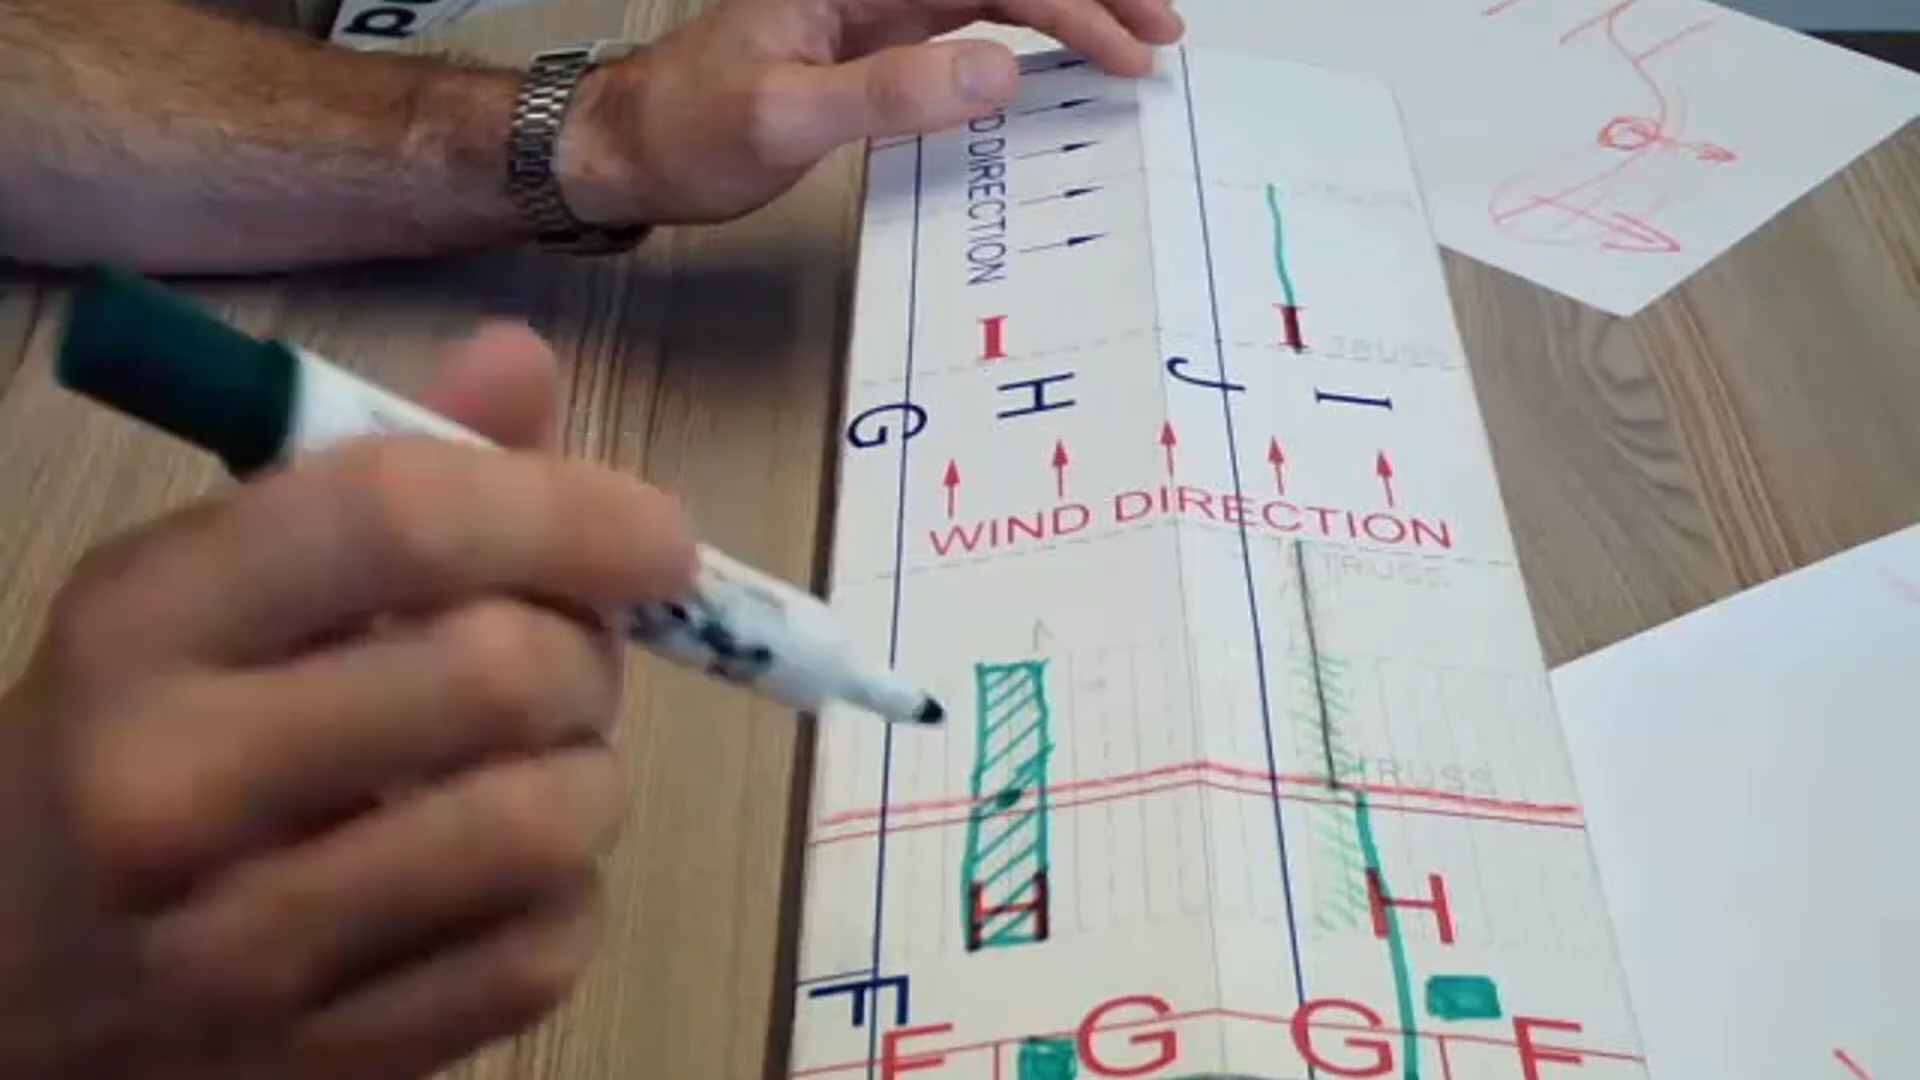 D DIRECTION
I
I
TRUSS
H
J
I
G
WIND DIRECTION
TRUSS
TRUSS
H
H
F
F
G
G
F